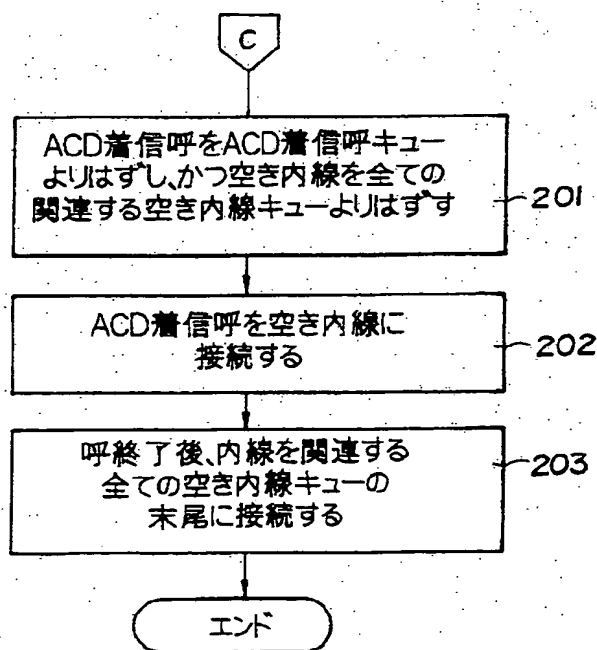 C
ACD着信呼をACD着信呼キュー
よりはずし、かつ空き内線を全ての
関連する空き内線キューよりはずす
201
ACD着信呼を空き内線に
接続する
202
呼終了後、内線を関連する
全ての空き内線キューの
末尾に接続する
203
エンド